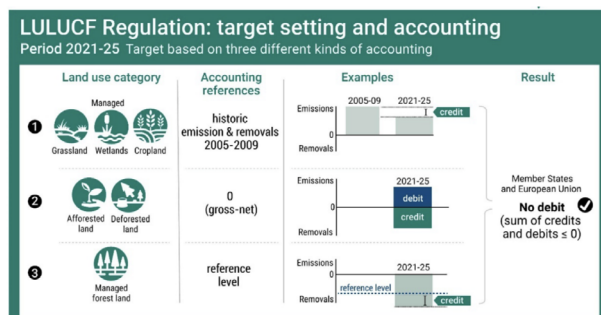 LULUCF Regulation: target setting and accounting
Period 2021-25 Target based on three different kinds of accounting
Land use category
Accounting references
Examples
Result
1
Managed
Grassland
Wetlands
Cropland
historic
emission & removals
2005-2009
Emissions
0
Removals
2005-09
2021-25
credit
2
Afforested
land
Deforested
land
0
(gross-net)
Emissions
0
Removals
2021-25
debit
credit
3
Managed
forest land
reference
level
Emissions
0
Removals
2021-25
reference level
credit
Member States
and European Union
No debit
(sum of credits
and debits ≤ 0)